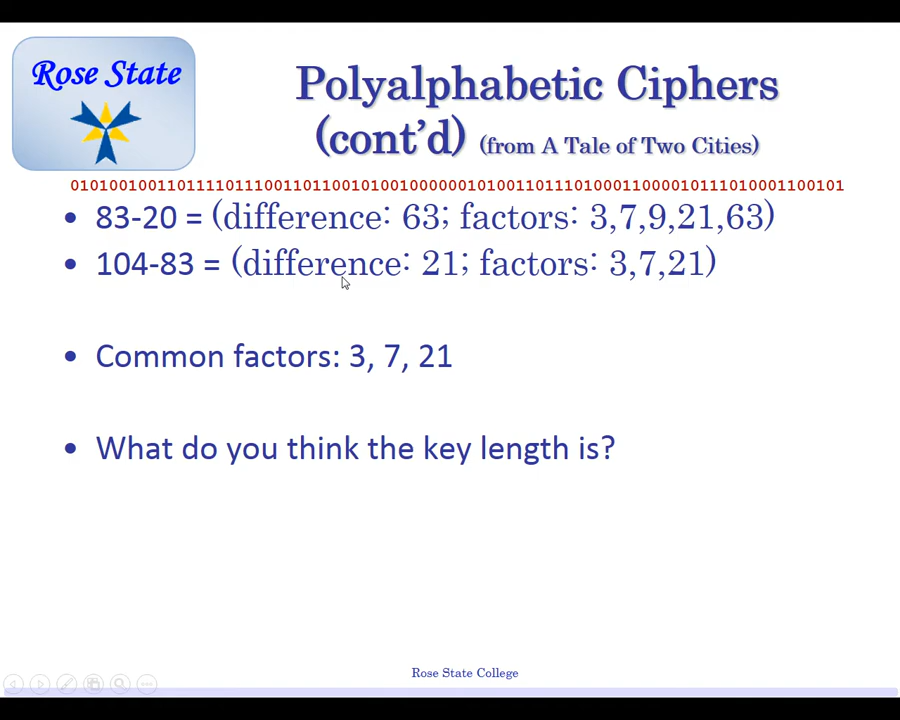 Rose State
Polyalphabetic Ciphers
(cont’d) (from A Tale of Two Cities)
01010010011011110111001101100101001000000101001101110100011000010111010001100101
• 83-20 = (difference: 63; factors: 3,7,9,21,63)
• 104-83 = (difference: 21; factors: 3,7,21)
• Common factors: 3, 7, 21
• What do you think the key length is?
Rose State College